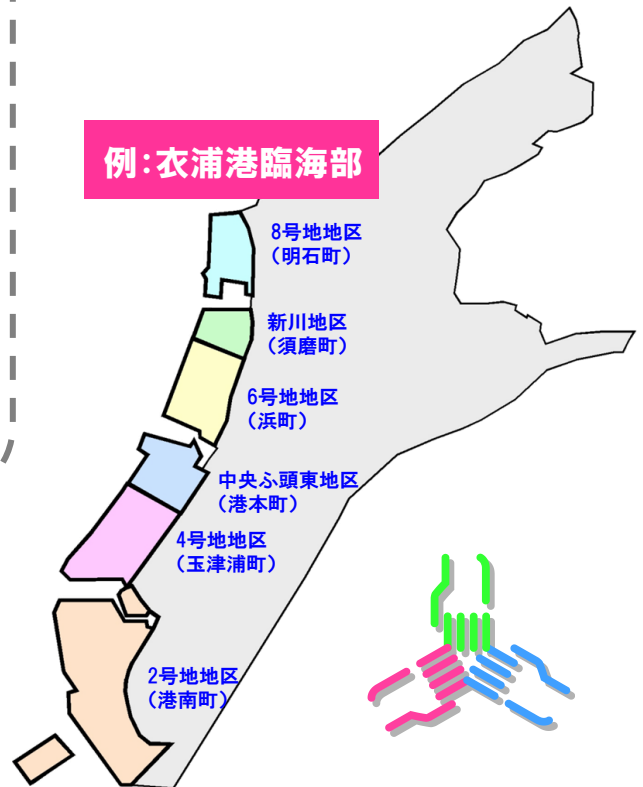 例:衣浦港臨海部
8号地地区
(明石町)
新川地区
(須磨町)
6号地地区
(浜町)
中央ふ頭東地区
(港本町)
4号地地区
(玉津浦町)
2号地地区
(港南町)